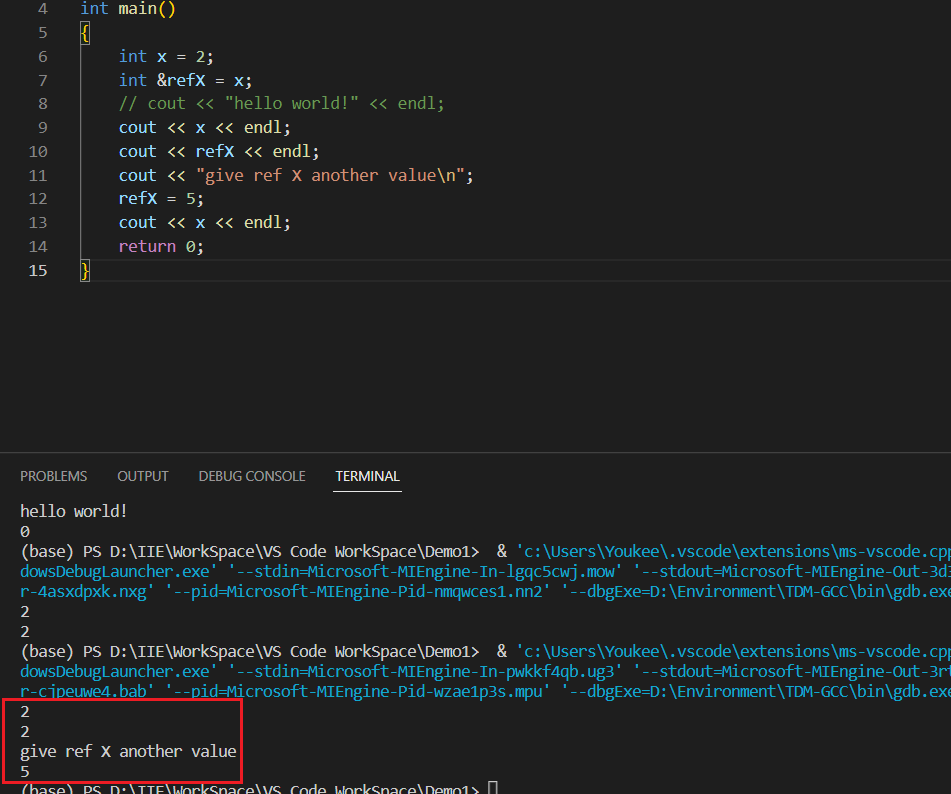 4 int main()
5 {
6 int x = 2;
7 int &refX = x;
8 // cout << "hello world!" << endl;
9 cout << x << endl;
10 cout << refX << endl;
11 cout << "give ref X another value\n";
12 refX = 5;
13 cout << x << endl;
14 return 0;
15 }
PROBLEMS OUTPUT DEBUG CONSOLE TERMINAL
hello world!
0
(base) PS D:\IIE\WorkSpace\VS Code WorkSpace\Demo1> & 'c:\Users\Youkee\.vscode\extensions\ms-vscode.cpp
dowsDebugLauncher.exe' '--stdin=Microsoft-MIEngine-In-lgqc5cwj.mow' '--stdout=Microsoft-MIEngine-Out-3d
r-4asxdpxk.nxg' '--pid=Microsoft-MIEngine-Pid-nmqwces1.nn2' '--dbgExe=D:\Environment\TDM-GCC\bin\gdb.exe
2
2
(base) PS D:\IIE\WorkSpace\VS Code WorkSpace\Demo1> & 'c:\Users\Youkee\.vscode\extensions\ms-vscode.cpp
dowsDebugLauncher.exe' '--stdin=Microsoft-MIEngine-In-pwkkf4qb.ug3' '--stdout=Microsoft-MIEngine-Out-3r
r-cjpeuwe4.bab' '--pid=Microsoft-MIEngine-Pid-wzae1p3s.mpu' '--dbgExe=D:\Environment\TDM-GCC\bin\gdb.exe
2
2
give ref X another value
5
(base) PS D:\IIE\WorkSpace\VS Code WorkSpace\Demo1>